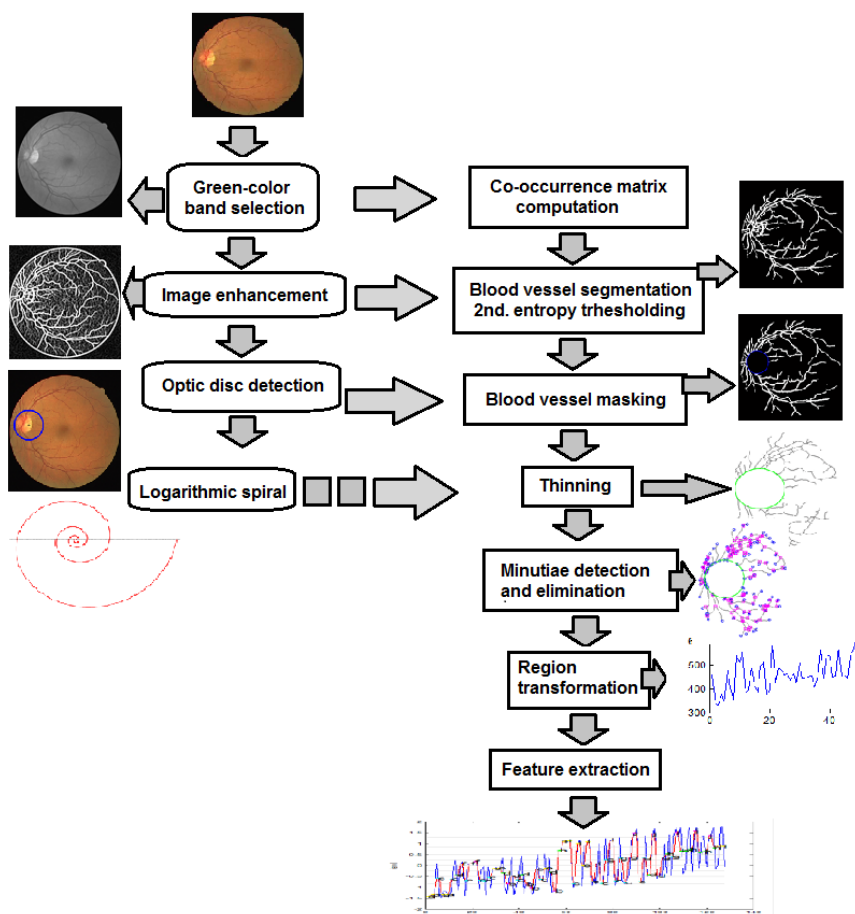 Green-color
band selection
Co-occurrence matrix
computation
Image enhancement
Blood vessel segmentation
2nd. entropy trhesholding
Optic disc detection
Blood vessel masking
Logarithmic spiral
Thinning
Minutiae detection
and elimination
Region
transformation
500
400
300
0 20 40
Feature extraction